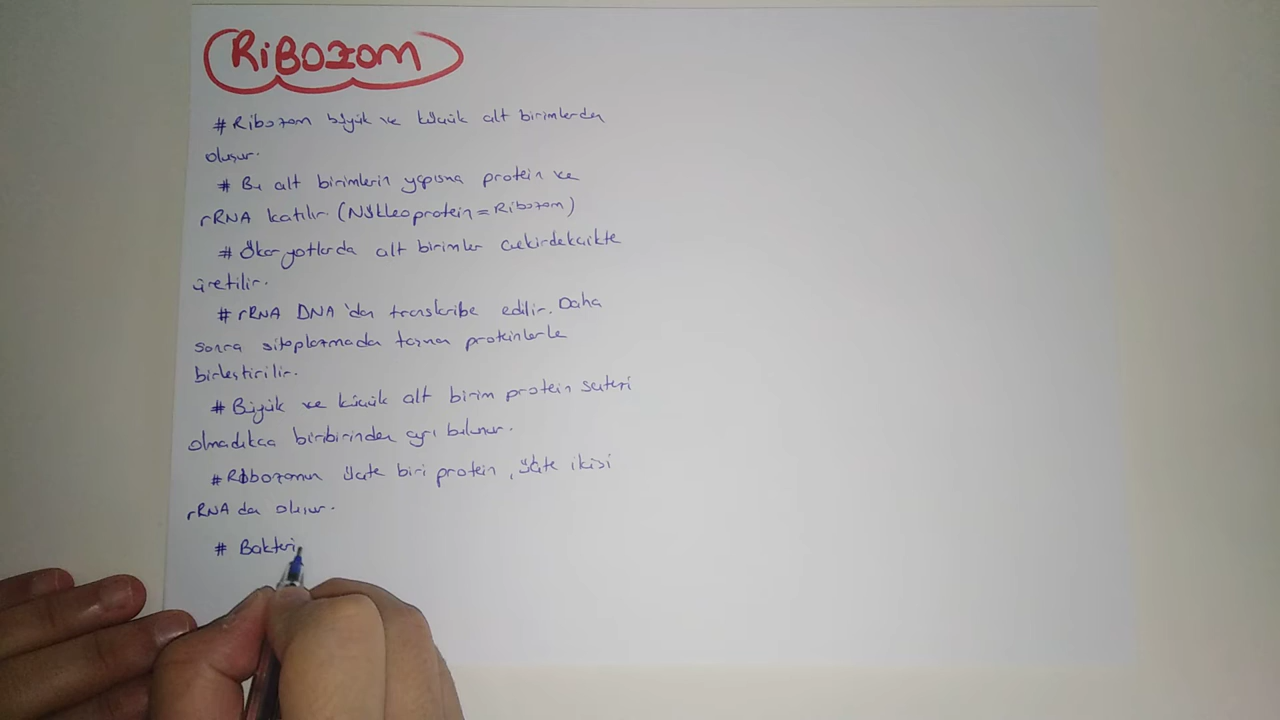 RiBozom
# Ribozom büyük ve küçük alt birimlerden
oluşur.
# Bu alt birimlerin yapısına protein ve
rRNA katılır. (Nükleoprotein = Ribozom)
# Ökaryotlarda alt birimler çekirdekçikte
üretilir.
# rRNA DNA'dan transkribe edilir. Daha
sonra sitoplazmada taşınan proteinlerle
birleştirilir.
# Büyük ve küçük alt birim protein sentezi
olmadıkça biribirinden ayrı bulunur.
# Ribozomun üçte biri protein, üçte ikisi
rRNA dan oluşur.
# Bakteri